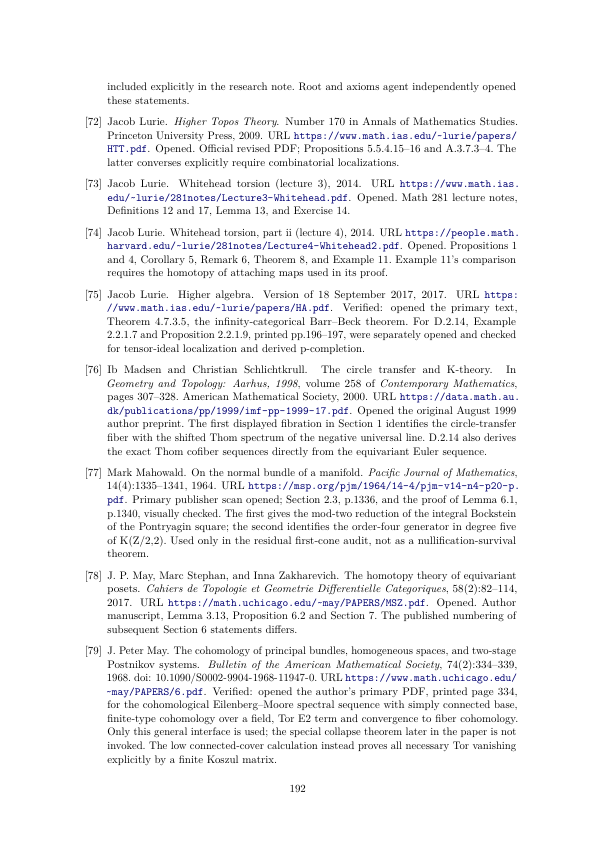 included explicitly in the research note. Root and axioms agent independently opened
these statements.
[72] Jacob Lurie. Higher Topos Theory. Number 170 in Annals of Mathematics Studies.
Princeton University Press, 2009. URL https://www.math.ias.edu/~lurie/papers/
HTT.pdf. Opened. Official revised PDF; Propositions 5.5.4.15–16 and A.3.7.3–4. The
latter converses explicitly require combinatorial localizations.
[73] Jacob Lurie. Whitehead torsion (lecture 3), 2014. URL https://www.math.ias.
edu/~lurie/281notes/Lecture3-Whitehead.pdf. Opened. Math 281 lecture notes,
Definitions 12 and 17, Lemma 13, and Exercise 14.
[74] Jacob Lurie. Whitehead torsion, part ii (lecture 4), 2014. URL https://people.math.
harvard.edu/~lurie/281notes/Lecture4-Whitehead2.pdf. Opened. Propositions 1
and 4, Corollary 5, Remark 6, Theorem 8, and Example 11. Example 11's comparison
requires the homotopy of attaching maps used in its proof.
[75] Jacob Lurie. Higher algebra. Version of 18 September 2017, 2017. URL https:
//www.math.ias.edu/~lurie/papers/HA.pdf. Verified: opened the primary text,
Theorem 4.7.3.5, the infinity-categorical Barr–Beck theorem. For D.2.14, Example
2.2.1.7 and Proposition 2.2.1.9, printed pp.196–197, were separately opened and checked
for tensor-ideal localization and derived p-completion.
[76] Ib Madsen and Christian Schlichtkrull. The circle transfer and K-theory. In
Geometry and Topology: Aarhus, 1998, volume 258 of Contemporary Mathematics,
pages 307–328. American Mathematical Society, 2000. URL https://data.math.au.
dk/publications/pp/1999/imf-pp-1999-17.pdf. Opened the original August 1999
author preprint. The first displayed fibration in Section 1 identifies the circle-transfer
fiber with the shifted Thom spectrum of the negative universal line. D.2.14 also derives
the exact Thom cofiber sequences directly from the equivariant Euler sequence.
[77] Mark Mahowald. On the normal bundle of a manifold. Pacific Journal of Mathematics,
14(4):1335–1341, 1964. URL https://msp.org/pjm/1964/14-4/pjm-v14-n4-p20-p.
pdf. Primary publisher scan opened; Section 2.3, p.1336, and the proof of Lemma 6.1,
p.1340, visually checked. The first gives the mod-two reduction of the integral Bockstein
of the Pontryagin square; the second identifies the order-four generator in degree five
of K(Z/2,2). Used only in the residual first-cone audit, not as a nullification-survival
theorem.
[78] J. P. May, Marc Stephan, and Inna Zakharevich. The homotopy theory of equivariant
posets. Cahiers de Topologie et Geometrie Differentielle Categoriques, 58(2):82–114,
2017. URL https://math.uchicago.edu/~may/PAPERS/MSZ.pdf. Opened. Author
manuscript, Lemma 3.13, Proposition 6.2 and Section 7. The published numbering of
subsequent Section 6 statements differs.
[79] J. Peter May. The cohomology of principal bundles, homogeneous spaces, and two-stage
Postnikov systems. Bulletin of the American Mathematical Society, 74(2):334–339,
1968. doi: 10.1090/S0002-9904-1968-11947-0. URL https://www.math.uchicago.edu/
~may/PAPERS/6.pdf. Verified: opened the author's primary PDF, printed page 334,
for the cohomological Eilenberg–Moore spectral sequence with simply connected base,
finite-type cohomology over a field, Tor E2 term and convergence to fiber cohomology.
Only this general interface is used; the special collapse theorem later in the paper is not
invoked. The low connected-cover calculation instead proves all necessary Tor vanishing
explicitly by a finite Koszul matrix.
192